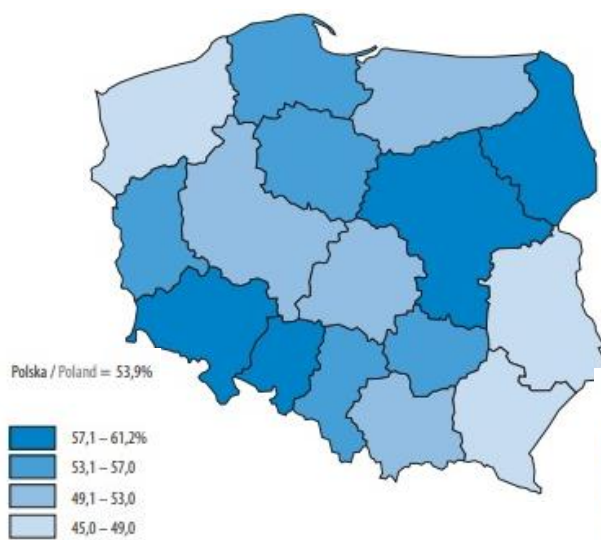 Polska / Poland = 53,9%
57,1 – 61,2%
53,1 – 57,0
49,1 – 53,0
45,0 – 49,0